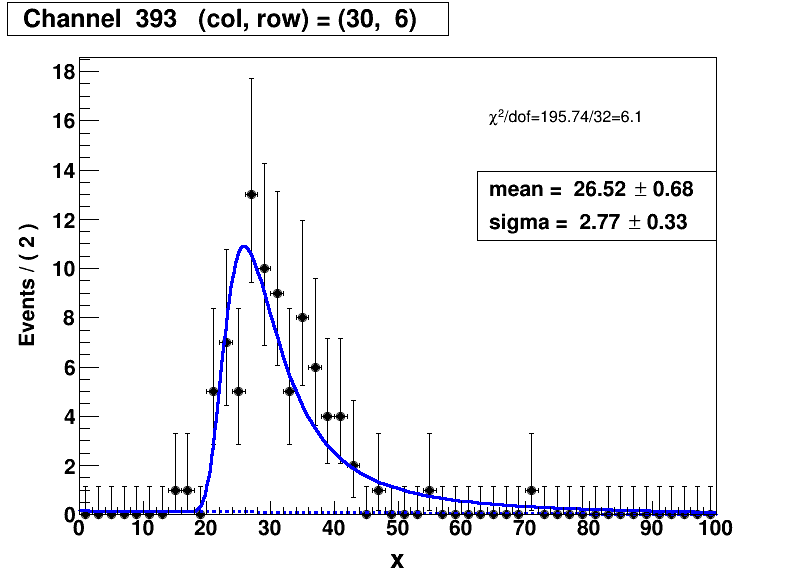 Channel 393 (col, row) = (30, 6)
χ²/dof=195.74/32=6.1
mean = 26.52 ± 0.68
sigma = 2.77 ± 0.33
Events / ( 2 )
18
16
14
12
10
8
6
4
2
0
0 10 20 30 40 50 60 70 80 90 100
x